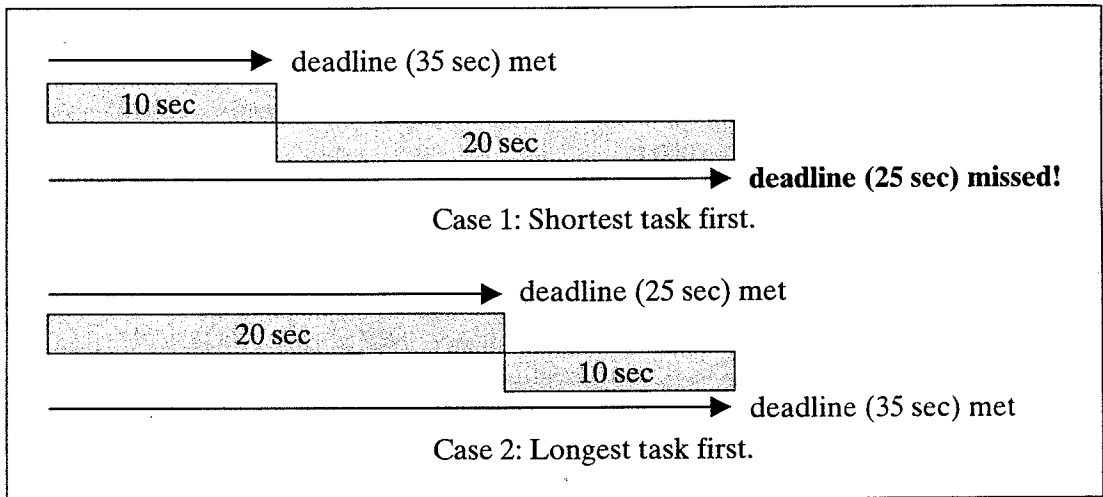 deadline (35 sec) met
10 sec
20 sec
deadline (25 sec) missed!
Case 1: Shortest task first.
deadline (25 sec) met
20 sec
10 sec
deadline (35 sec) met
Case 2: Longest task first.